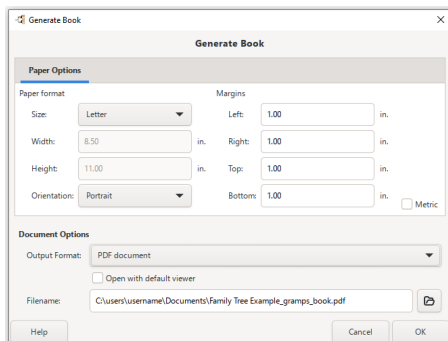 Generate Book
Generate Book
Paper Options
Paper format
Margins
Size: Letter Left: 1.00 in.
Width: 8.50 in. Right: 1.00 in.
Height: 11.00 in. Top: 1.00 in.
Orientation: Portrait Bottom: 1.00 in.
Metric
Document Options
Output Format: PDF document
Open with default viewer
Filename: C:\users\username\Documents\Family Tree Example_gramps_book.pdf
Help Cancel OK